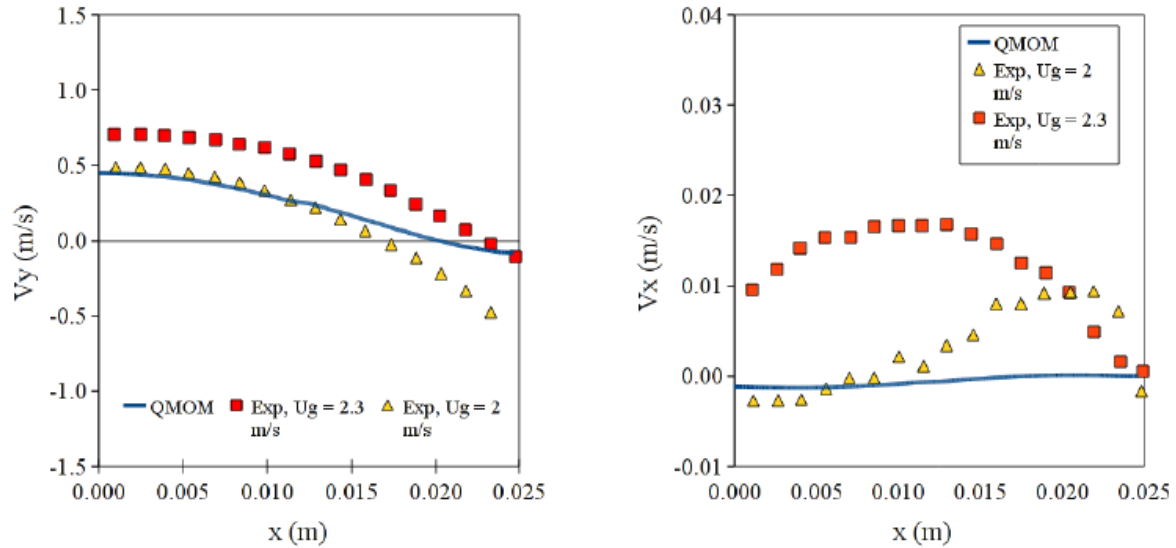 1.5
1.0
0.5
0.0
-0.5
-1.0
-1.5
Vy (m/s)
QMOM
Exp, Ug = 2.3
m/s
Exp, Ug = 2
m/s
0.000 0.005 0.010 0.015 0.020 0.025
x (m)
0.04
0.03
0.02
0.01
0.00
-0.01
Vx (m/s)
QMOM
Exp, Ug = 2
m/s
Exp, Ug = 2.3
m/s
0.000 0.005 0.010 0.015 0.020 0.025
x (m)